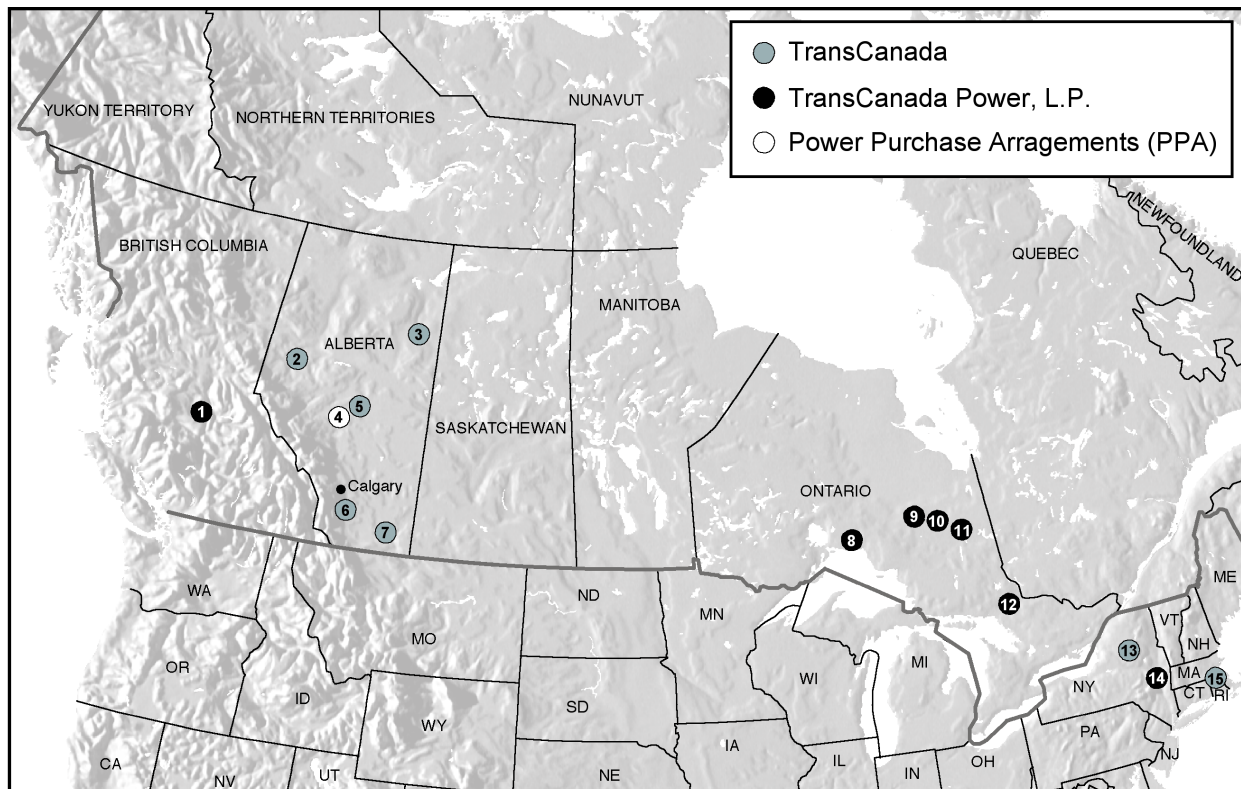 TransCanada
TransCanada Power, L.P.
Power Purchase Arragements (PPA)
NUNAVUT
YUKON TERRITORY
NORTHERN TERRITORIES
NEWFOUNDLAND
BRITISH COLUMBIA
QUEBEC
MANITOBA
3
ALBERTA
2
5
1
4
SASKATCHEWAN
Calgary
ONTARIO
6
9
10
7
11
8
ME
WA
ND
12
MN
VT
MO
NH
13
OR
MI
MA
WI
14
15
NY
ID
CT
RI
SD
WY
PA
IA
NJ
CA
IL
OH
UT
NE
IN
NV